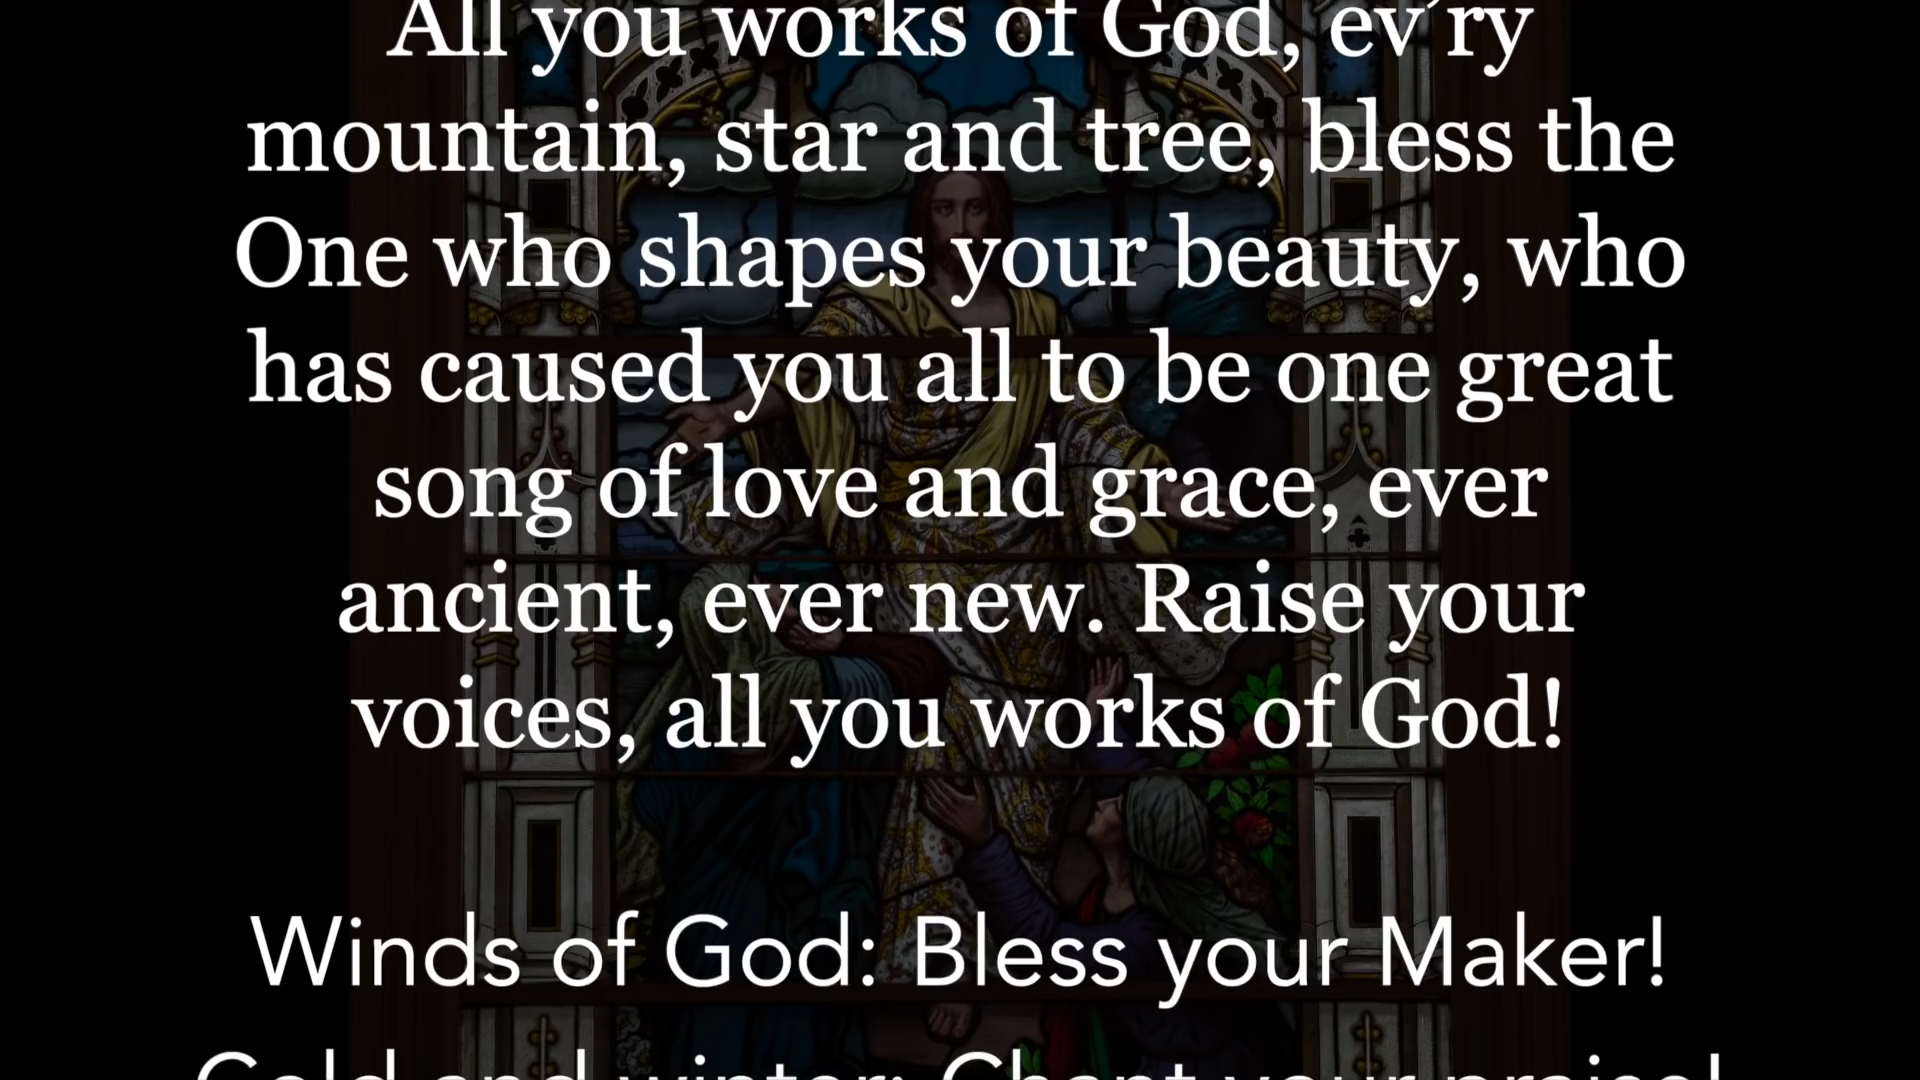 All you works of God, ev’ry
mountain, star and tree, bless the
One who shapes your beauty, who
has caused you all to be one great
song of love and grace, ever
ancient, ever new. Raise your
voices, all you works of God!
Winds of God: Bless your Maker!
Cold and winter: Chant your praise!